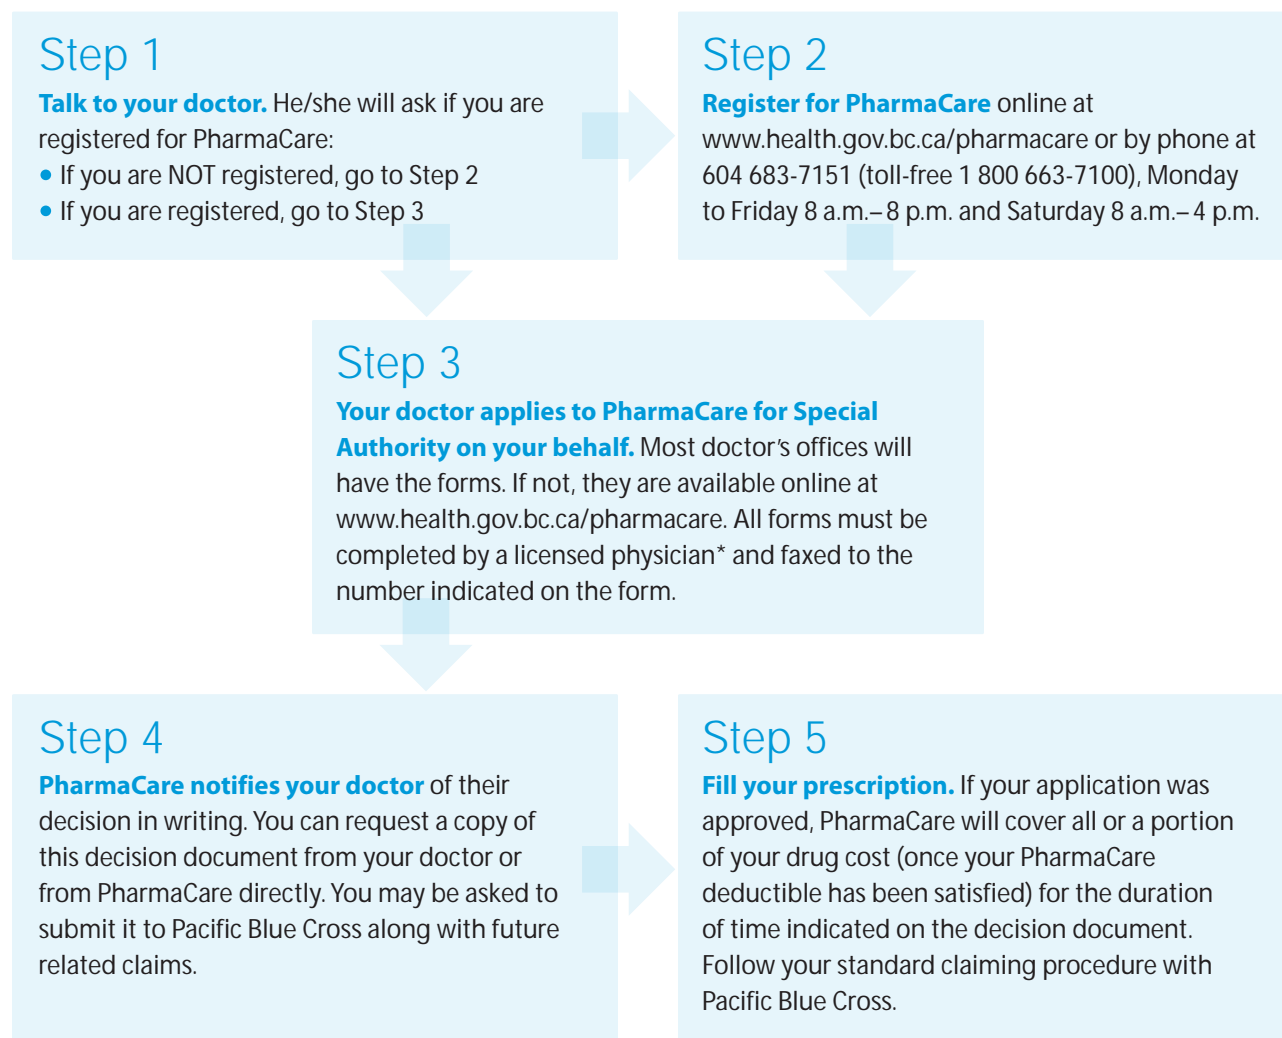 Step 1
Talk to your doctor. He/she will ask if you are
registered for PharmaCare:
• If you are NOT registered, go to Step 2
• If you are registered, go to Step 3
Step 2
Register for PharmaCare online at
www.health.gov.bc.ca/pharmacare or by phone at
604 683-7151 (toll-free 1 800 663-7100), Monday
to Friday 8 a.m.– 8 p.m. and Saturday 8 a.m.– 4 p.m.
Step 3
Your doctor applies to PharmaCare for Special
Authority on your behalf. Most doctor’s offices will
have the forms. If not, they are available online at
www.health.gov.bc.ca/pharmacare. All forms must be
completed by a licensed physician* and faxed to the
number indicated on the form.
Step 4
PharmaCare notifies your doctor of their
decision in writing. You can request a copy of
this decision document from your doctor or
from PharmaCare directly. You may be asked to
submit it to Pacific Blue Cross along with future
related claims.
Step 5
Fill your prescription. If your application was
approved, PharmaCare will cover all or a portion
of your drug cost (once your PharmaCare
deductible has been satisfied) for the duration
of time indicated on the decision document.
Follow your standard claiming procedure with
Pacific Blue Cross.